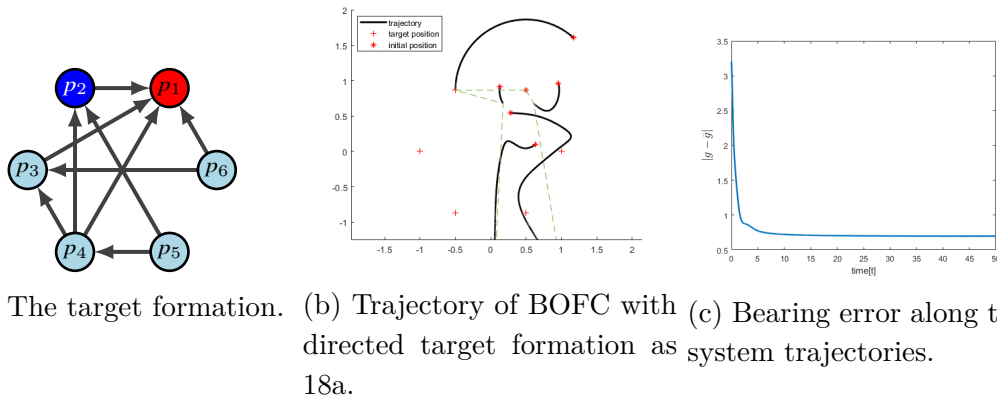 p2
p1
p3
p6
p4
p5
The target formation.
2
1.5
1
0.5
0
-0.5
-1
-1.5
-1
-0.5
0
0.5
1
1.5
2
trajectory
target position
initial position
(b) Trajectory of BOFC with
directed target formation as
18a.
3.5
3
2.5
2
1.5
1
0.5
|g − ḡ|
0
5
10
15
20
25
30
35
40
45
50
time[t]
(c) Bearing error along t
system trajectories.